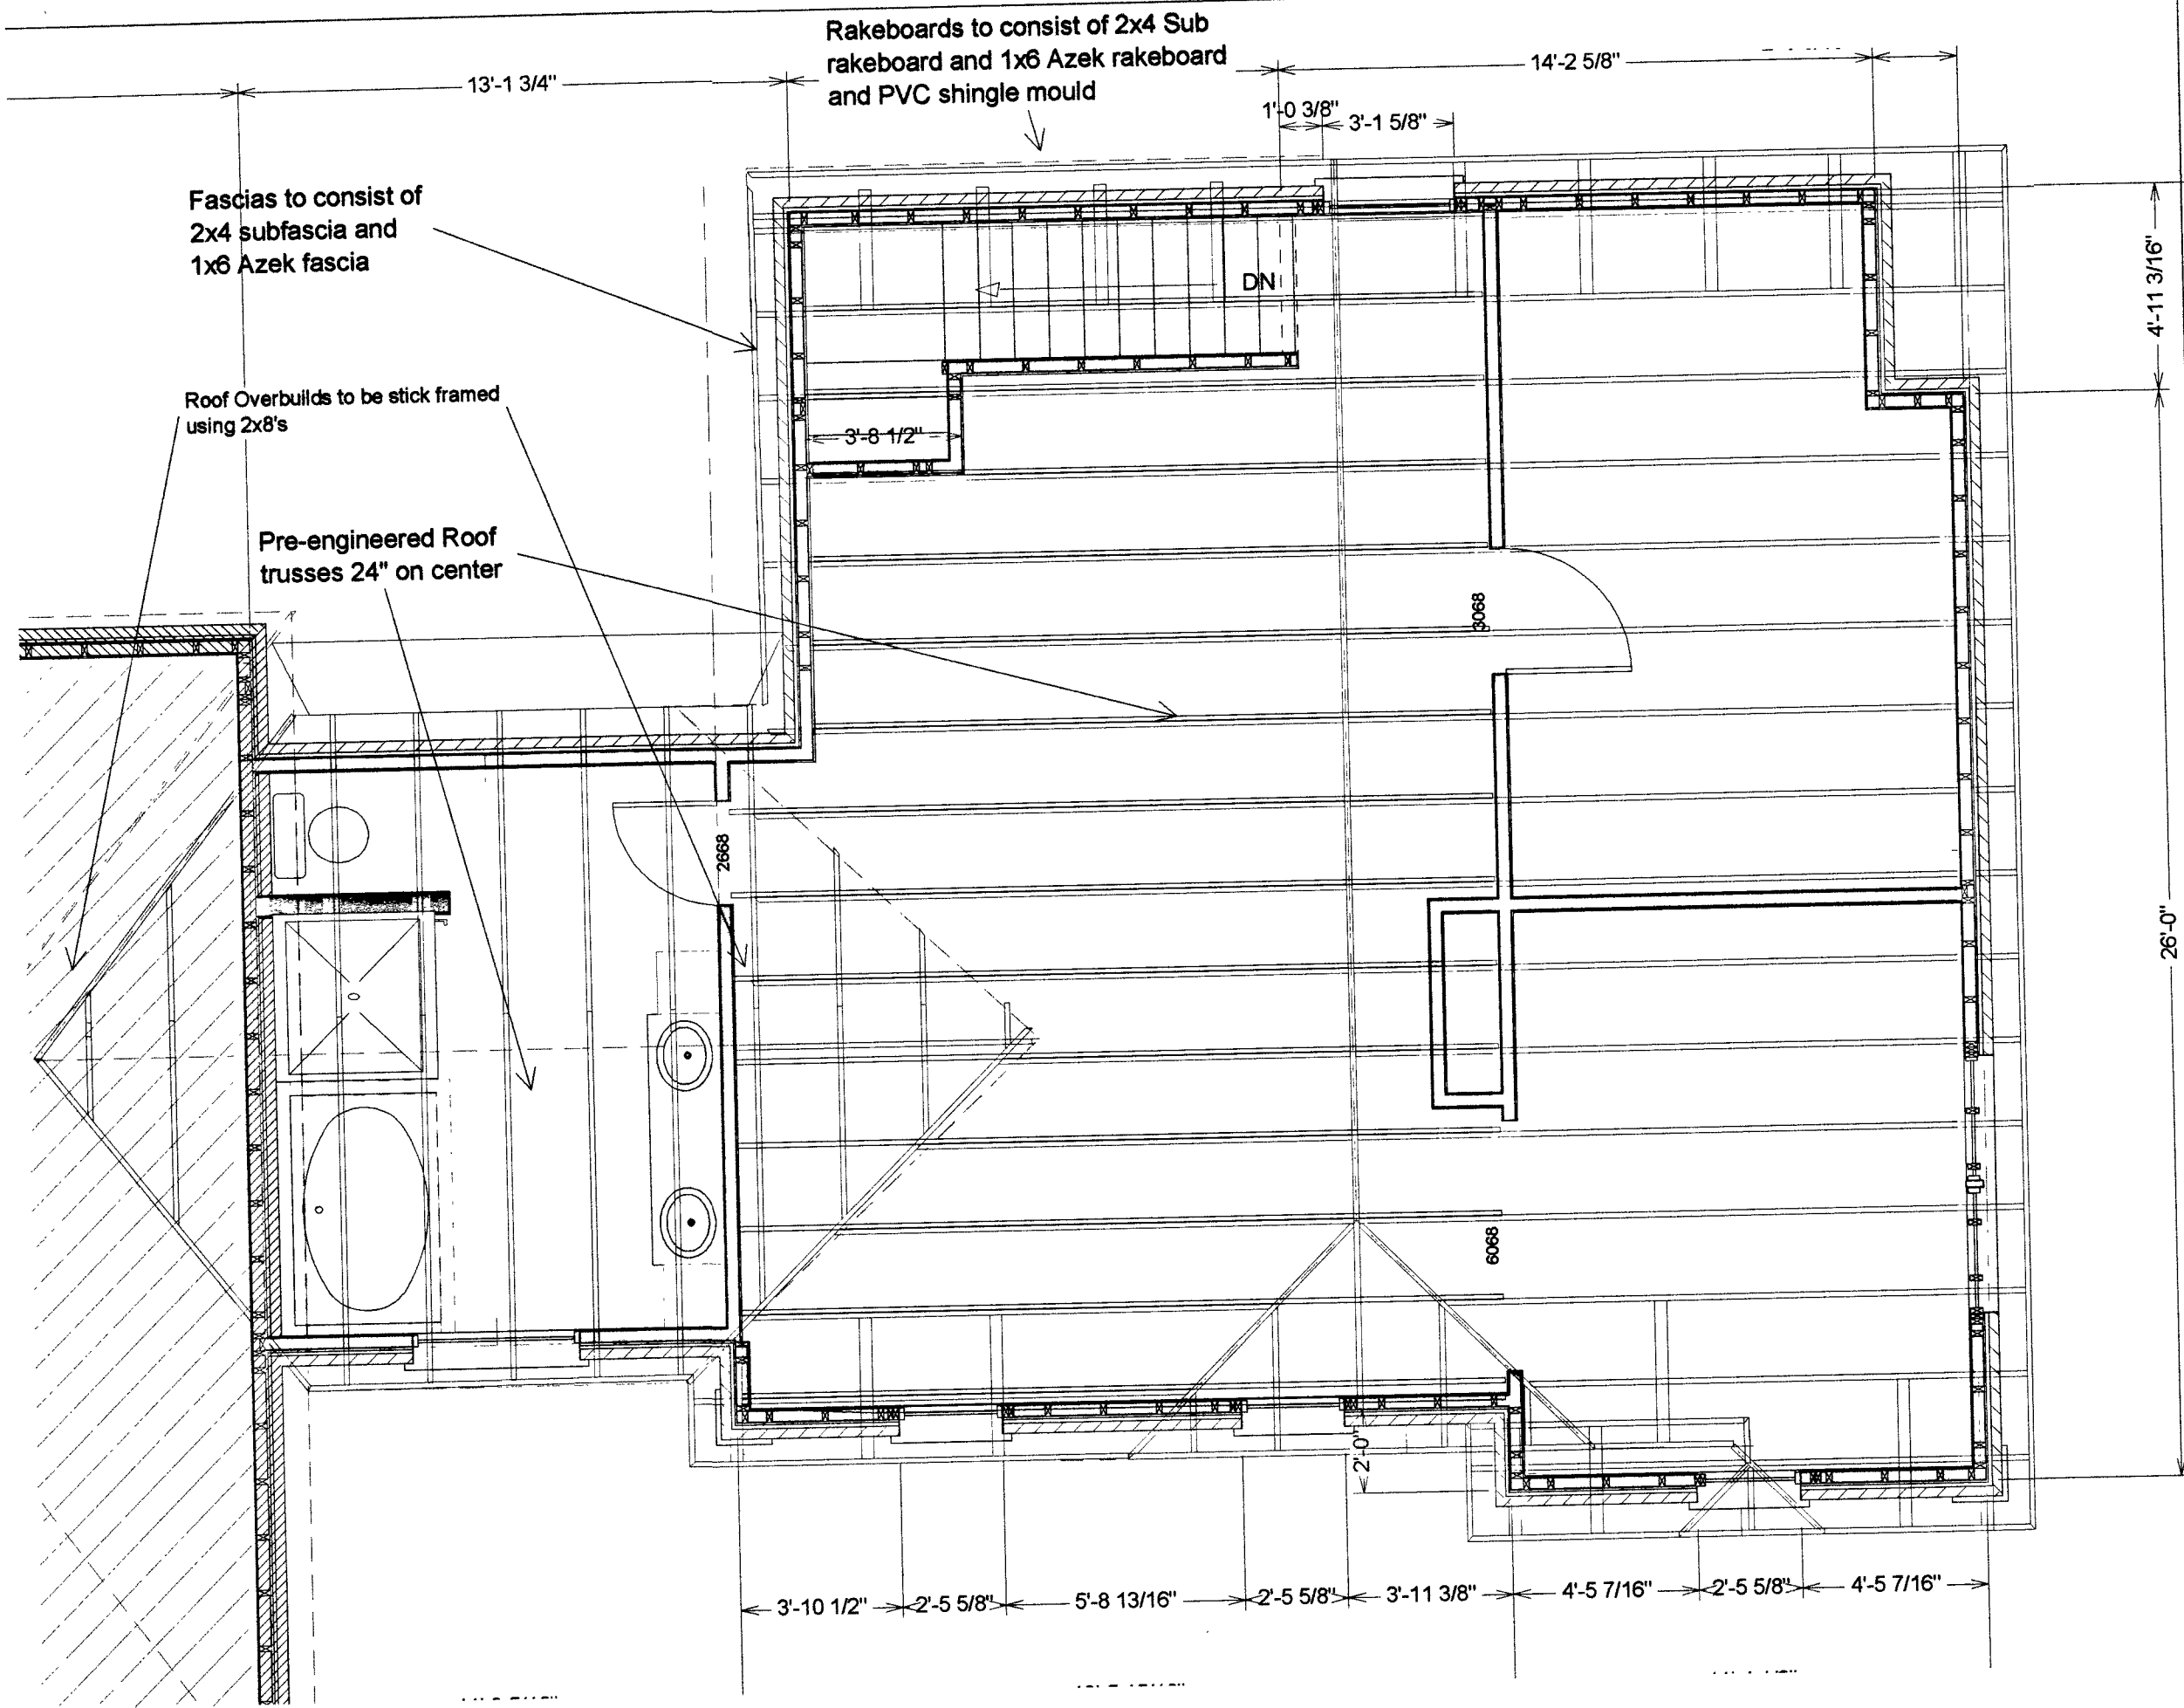 Rakeboards to consist of 2x4 Sub
rakeboard and 1x6 Azek rakeboard
and PVC shingle mould
13'-1 3/4"
14'-2 5/8"
1'-0 3/8"
3'-1 5/8"
Fascias to consist of
2x4 subfascia and
1x6 Azek fascia
4'-11 3/16"
DN
Roof Overbuilds to be stick framed
using 2x8's
3'-8 1/2"
Pre-engineered Roof
trusses 24" on center
3068
2668
26'-0"
6068
2'-0"
3'-10 1/2"
2'-5 5/8"
5'-8 13/16"
2'-5 5/8"
3'-11 3/8"
4'-5 7/16"
2'-5 5/8"
4'-5 7/16"